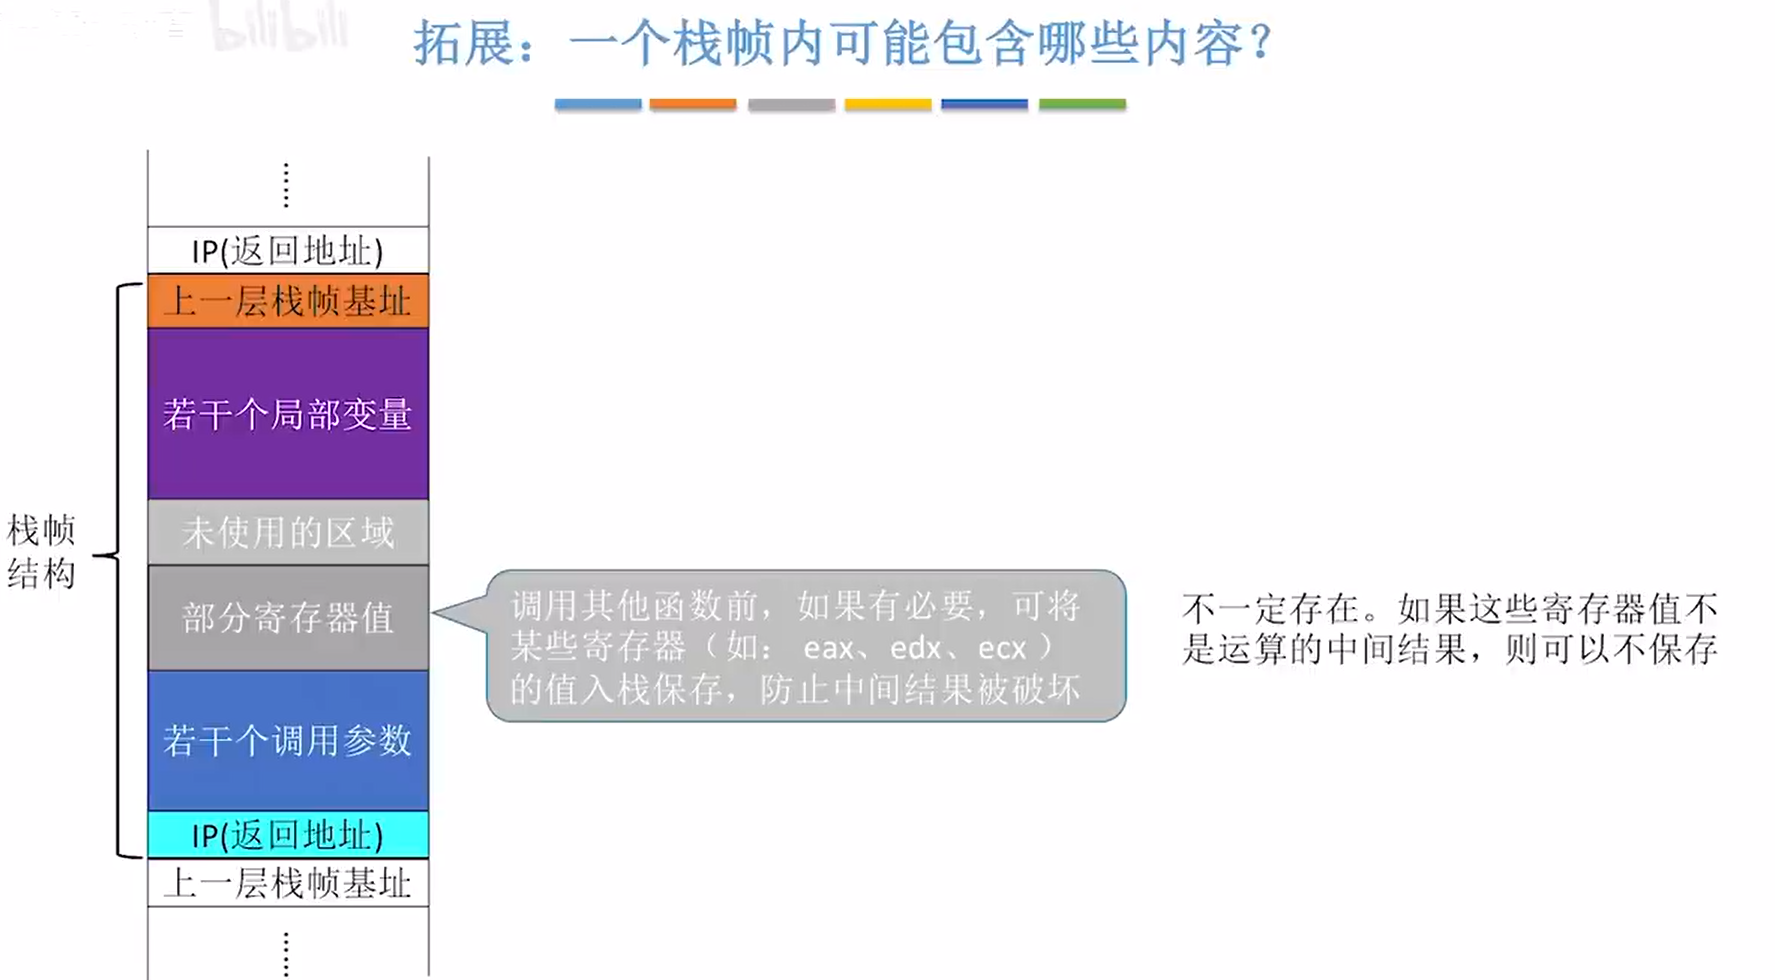 bilibili
拓展：一个栈帧内可能包含哪些内容？
IP(返回地址)
上一层栈帧基址
若干个局部变量
未使用的区域
栈帧
结构
部分寄存器值
调用其他函数前，如果有必要，可将
某些寄存器（如： eax、edx、ecx ）
的值入栈保存，防止中间结果被破坏
不一定存在。如果这些寄存器值不
是运算的中间结果，则可以不保存
若干个调用参数
IP(返回地址)
上一层栈帧基址